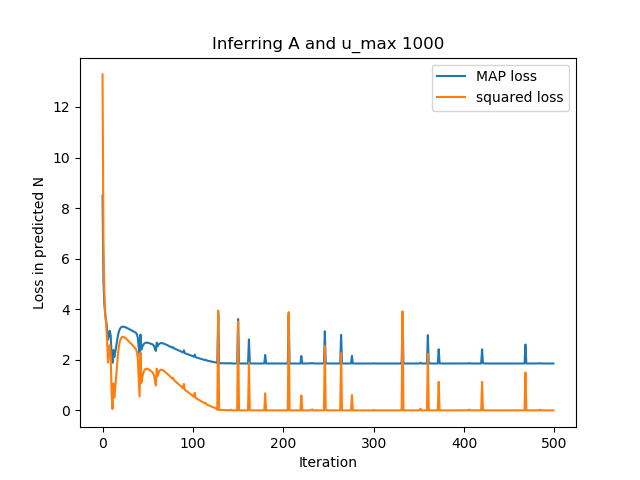 Inferring A and u_max 1000
MAP loss
squared loss
Loss in predicted N
12
10
8
6
4
2
0
0 100 200 300 400 500
Iteration